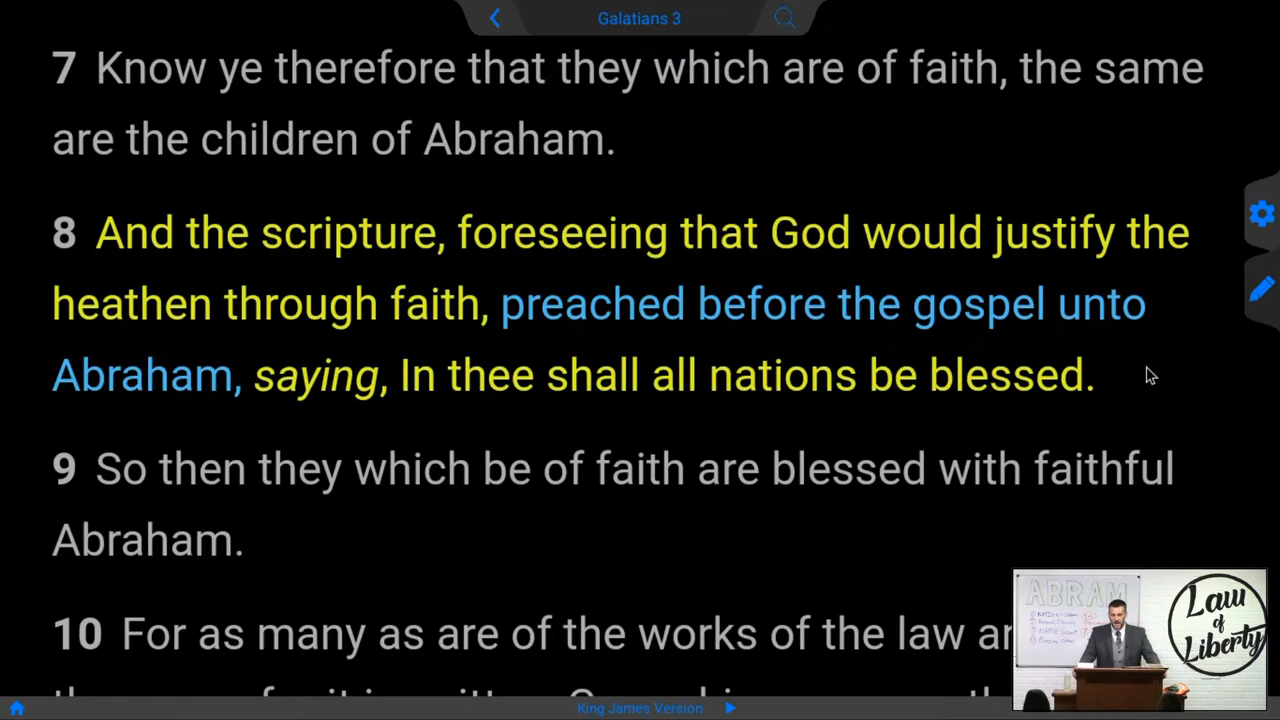 Galatians 3
7 Know ye therefore that they which are of faith, the same
are the children of Abraham.
8 And the scripture, foreseeing that God would justify the
heathen through faith, preached before the gospel unto
Abraham, saying, In thee shall all nations be blessed.
9 So then they which be of faith are blessed with faithful
Abraham.
10 For as many as are of the works of the law ar
King James Version
ABRAM
Law
of
Liberty